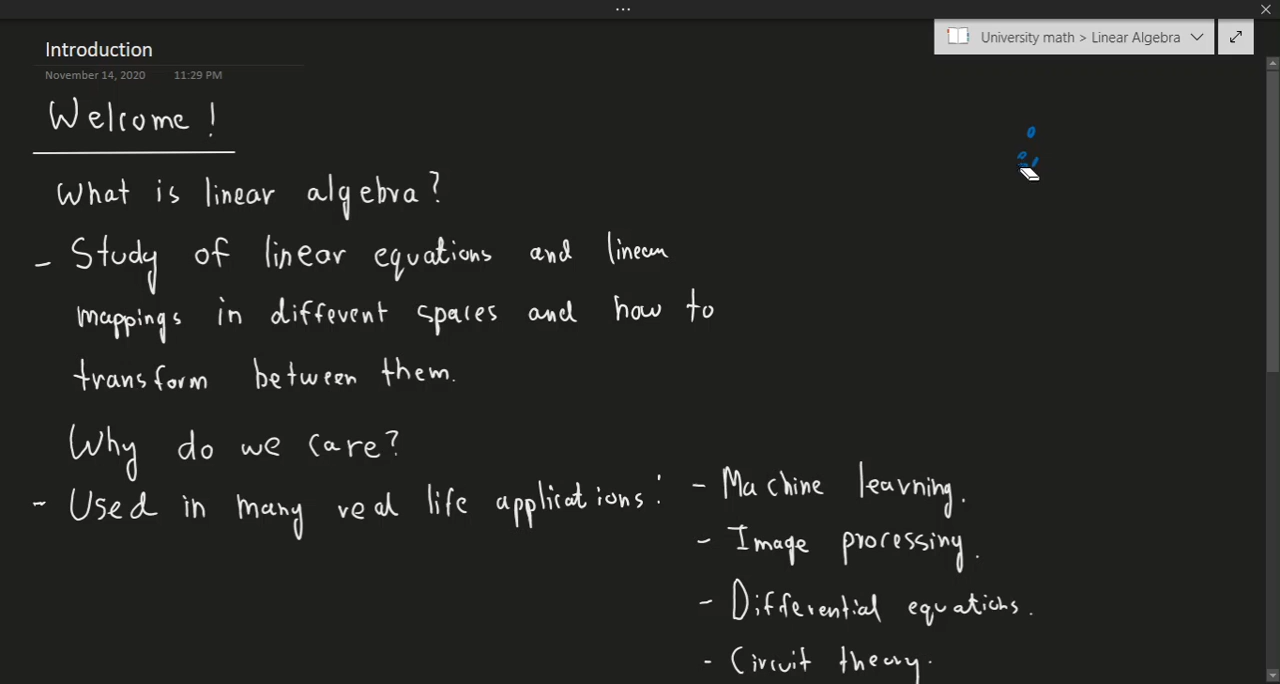 Introduction
University math > Linear Algebra
November 14, 2020 11:29 PM
Welcome!
What is linear algebra?
- Study of linear equations and linear
mappings in different spaces and how to
transform between them.
Why do we care?
- Used in many real life applications:
- Machine learning.
- Image processing.
- Differential equations.
- Circuit theory.